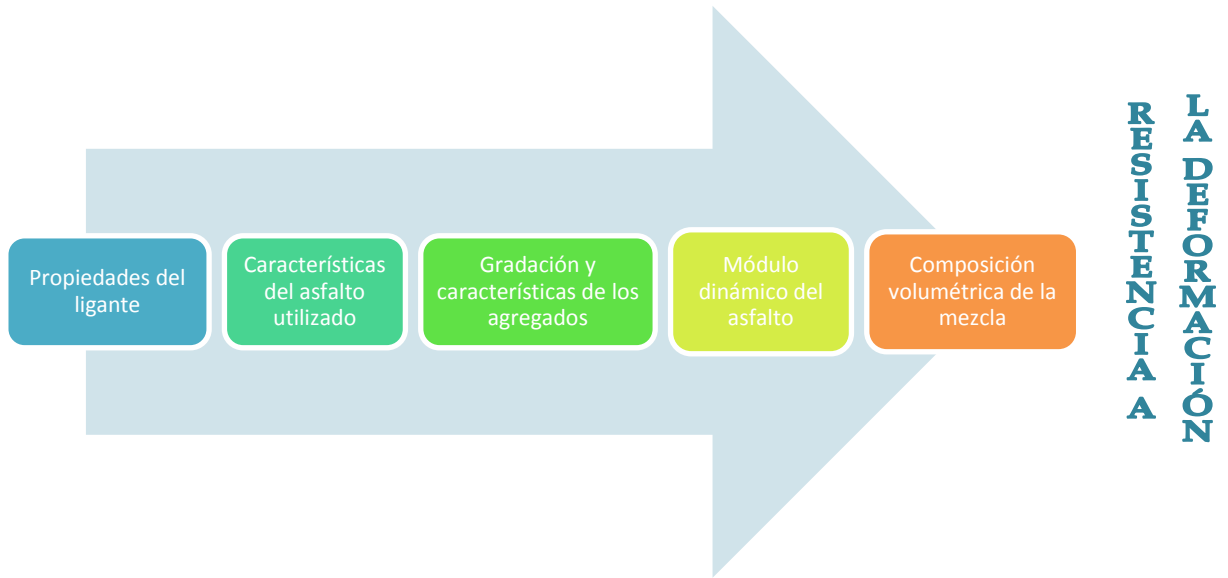 Propiedades del
ligante
Características
del asfalto
utilizado
Gradación y
características de los
agregados
Módulo
dinámico del
asfalto
Composición
volumétrica de la
mezcla
RESISTENCIA A
LA DEFORMACIÓN